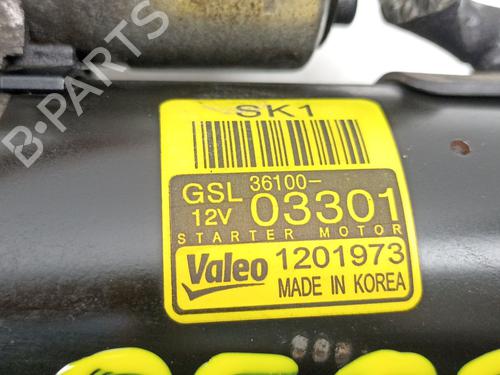 SK1
GSL 36100-
12V 03301
STARTER MOTOR
Valeo 1201973
MADE IN KOREA
B-PARTS